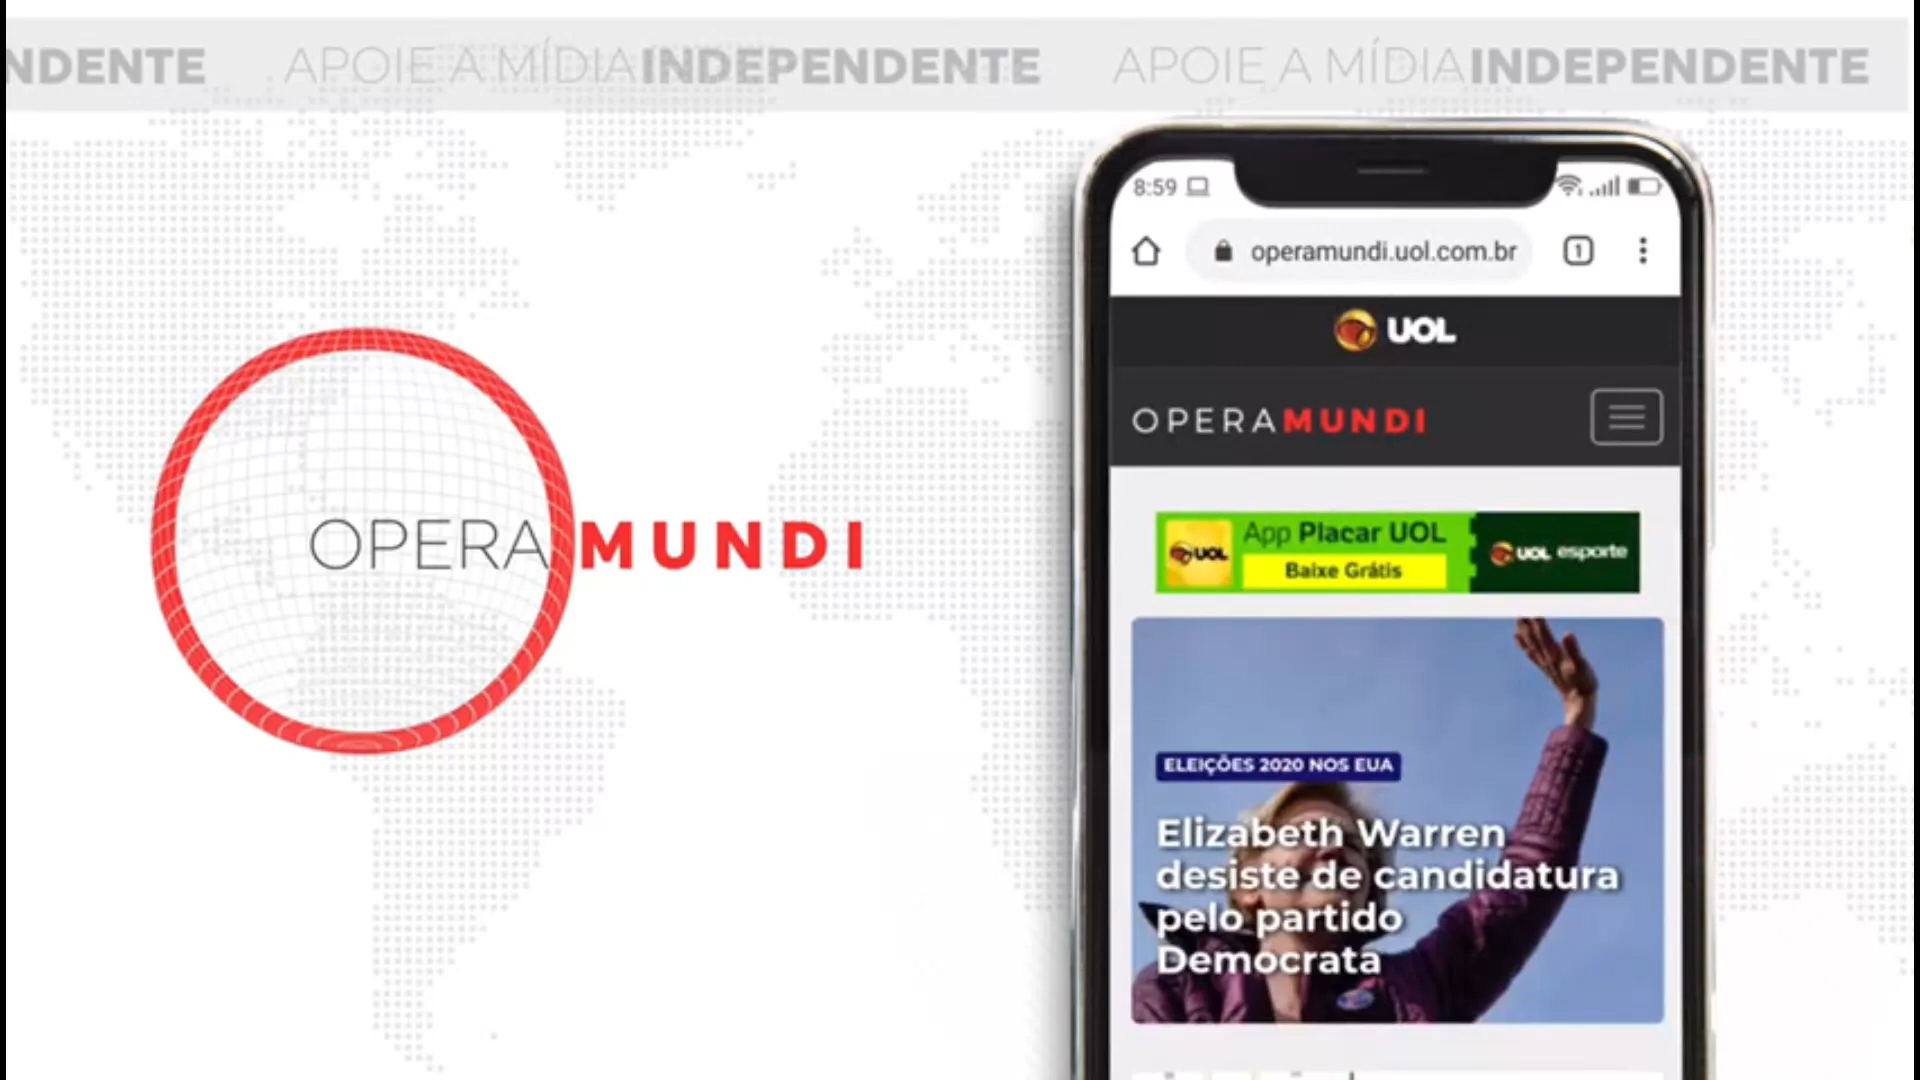 NDENTE APOIE A MÍDIA INDEPENDENTE APOIE A MÍDIA INDEPENDENTE
8:59
operamundi.uol.com.br 1
UOL
OPERAMUNDI
OPERA MUNDI
UOL App Placar UOL UOL esporte
Baixe Grátis
ELEIÇÕES 2020 NOS EUA
Elizabeth Warren
desiste de candidatura
pelo partido
Democrata